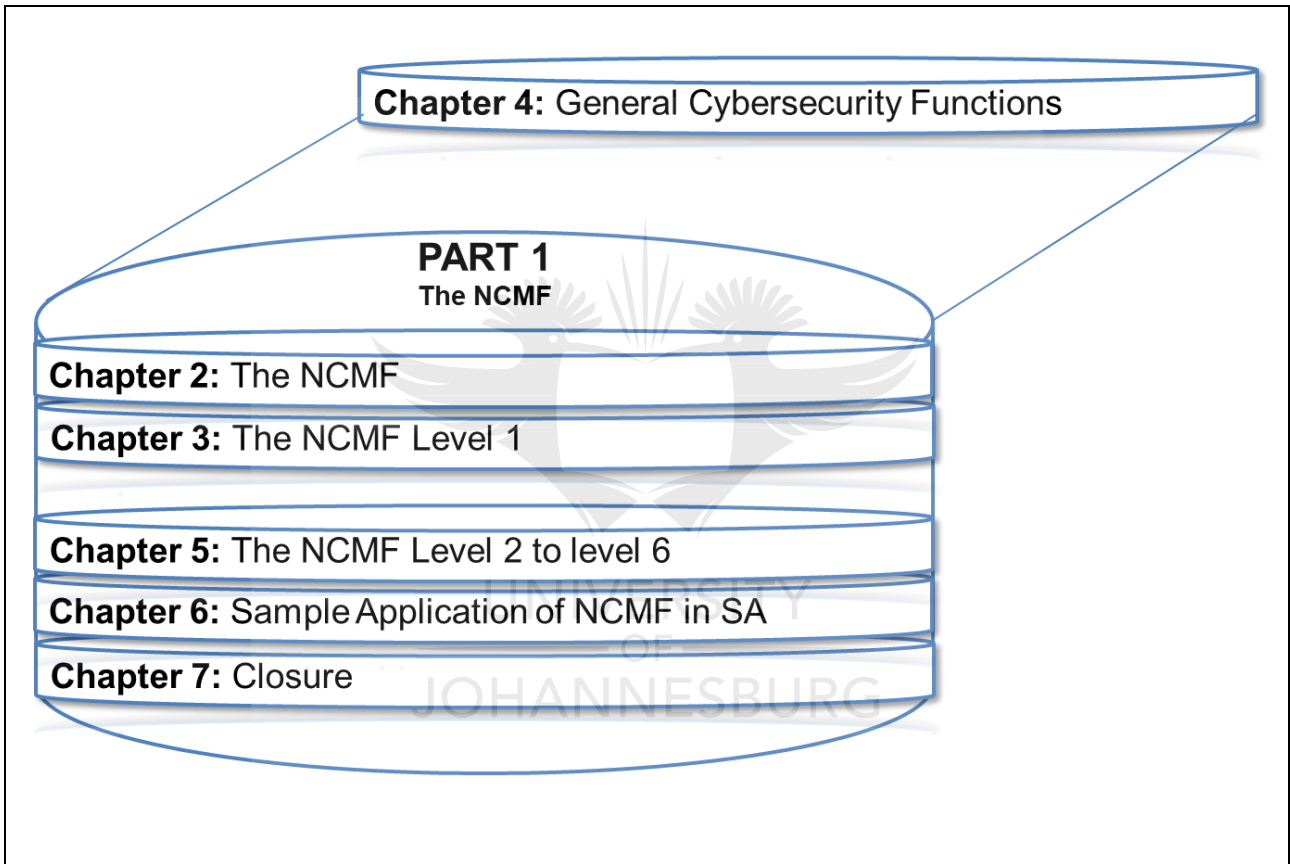 Chapter 4: General Cybersecurity Functions
PART 1
The NCMF
Chapter 2: The NCMF
Chapter 3: The NCMF Level 1
Chapter 5: The NCMF Level 2 to level 6
Chapter 6: Sample Application of NCMF in SA
Chapter 7: Closure
UNIVERSITY
OF
JOHANNESBURG